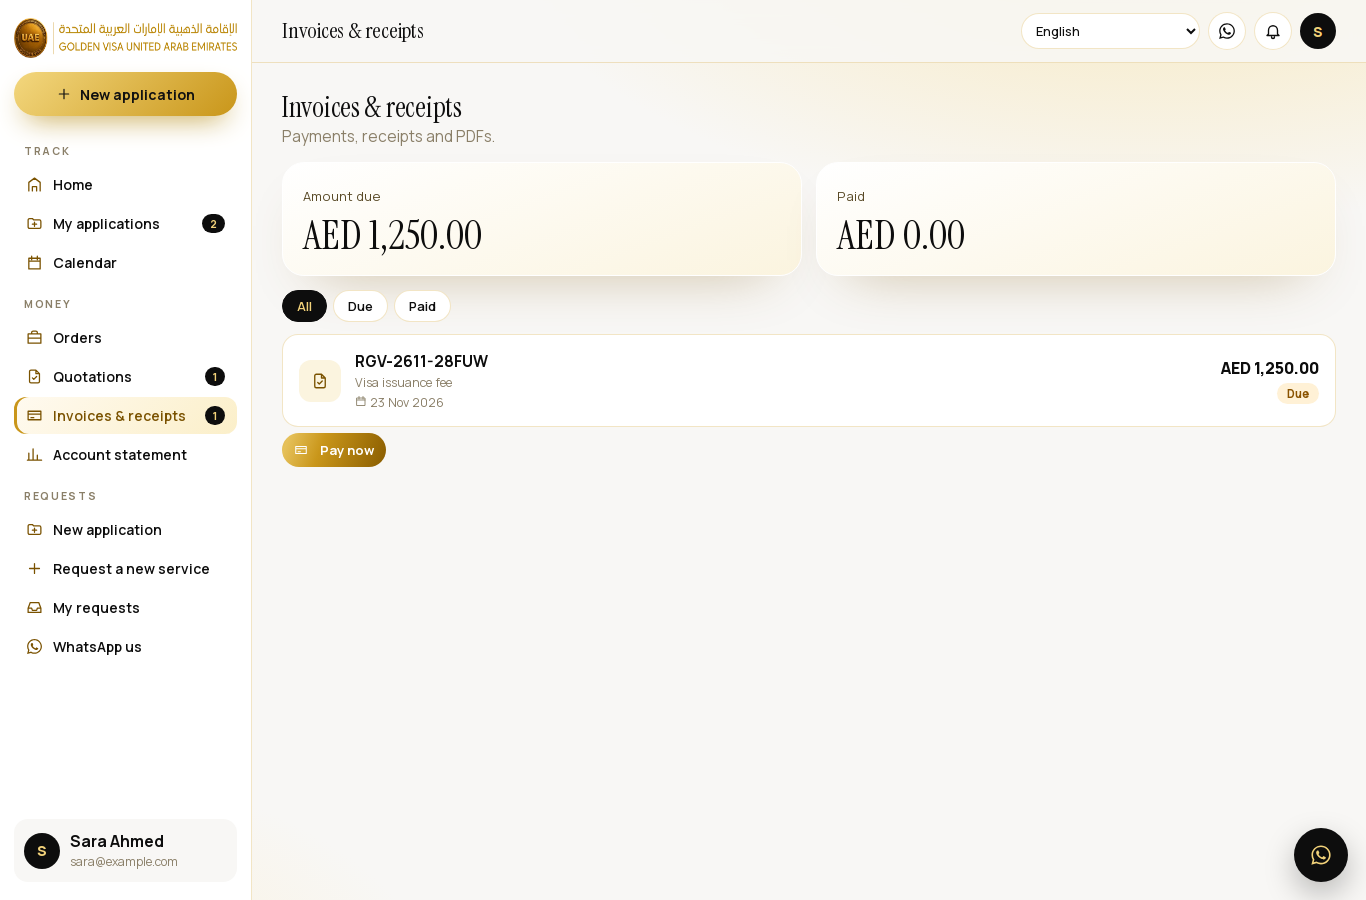 UAE
الإقامة الذهبية الإمارات العربية المتحدة
GOLDEN VISA UNITED ARAB EMIRATES
New application
TRACK
Home
My applications 2
Calendar
MONEY
Orders
Quotations 1
Invoices & receipts 1
Account statement
REQUESTS
New application
Request a new service
My requests
WhatsApp us
S
Sara Ahmed
sara@example.com
Invoices & receipts
English
S
Invoices & receipts
Payments, receipts and PDFs.
Amount due
AED 1,250.00
Paid
AED 0.00
All Due Paid
RGV-2611-28FUW
Visa issuance fee
23 Nov 2026
AED 1,250.00
Due
Pay now